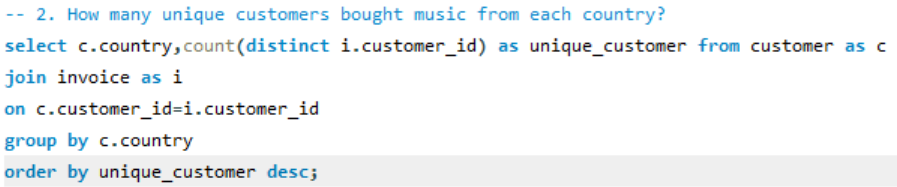 -- 2. How many unique customers bought music from each country?
select c.country,count(distinct i.customer_id) as unique_customer from customer as c
join invoice as i
on c.customer_id=i.customer_id
group by c.country
order by unique_customer desc;